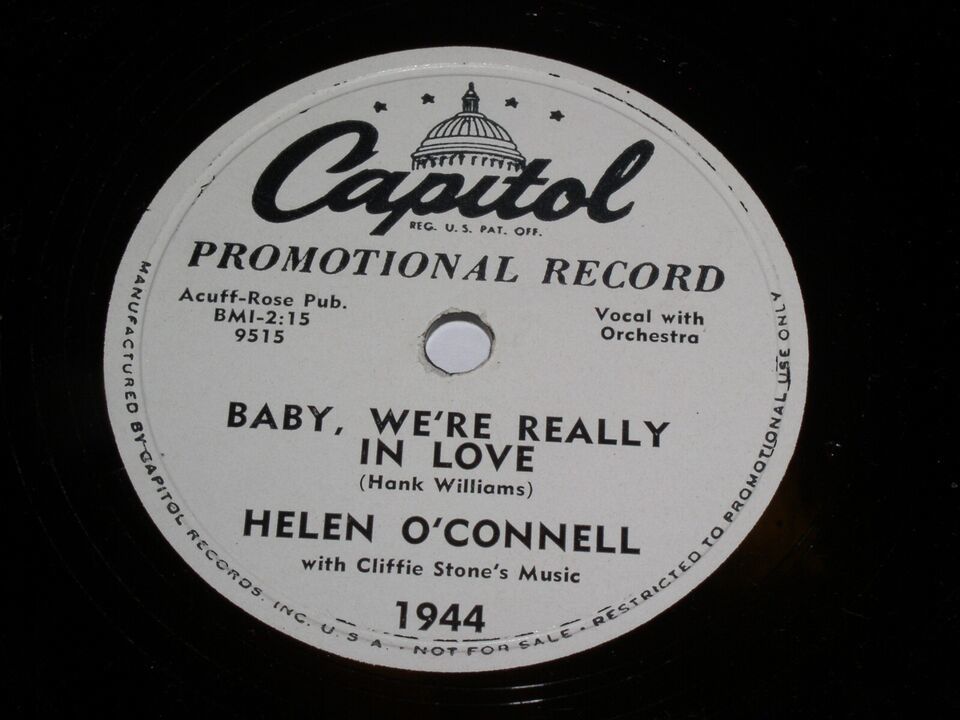 Capitol
REG. U.S. PAT. OFF.
PROMOTIONAL RECORD
Acuff-Rose Pub.
BMI-2:15
9515
Vocal with
Orchestra
BABY, WE'RE REALLY
IN LOVE
(Hank Williams)
HELEN O'CONNELL
with Cliffie Stone's Music
1944
MANUFACTURED BY CAPITOL RECORDS, INC. U.S.A. - NOT FOR SALE - RESTRICTED TO PROMOTIONAL USE ONLY